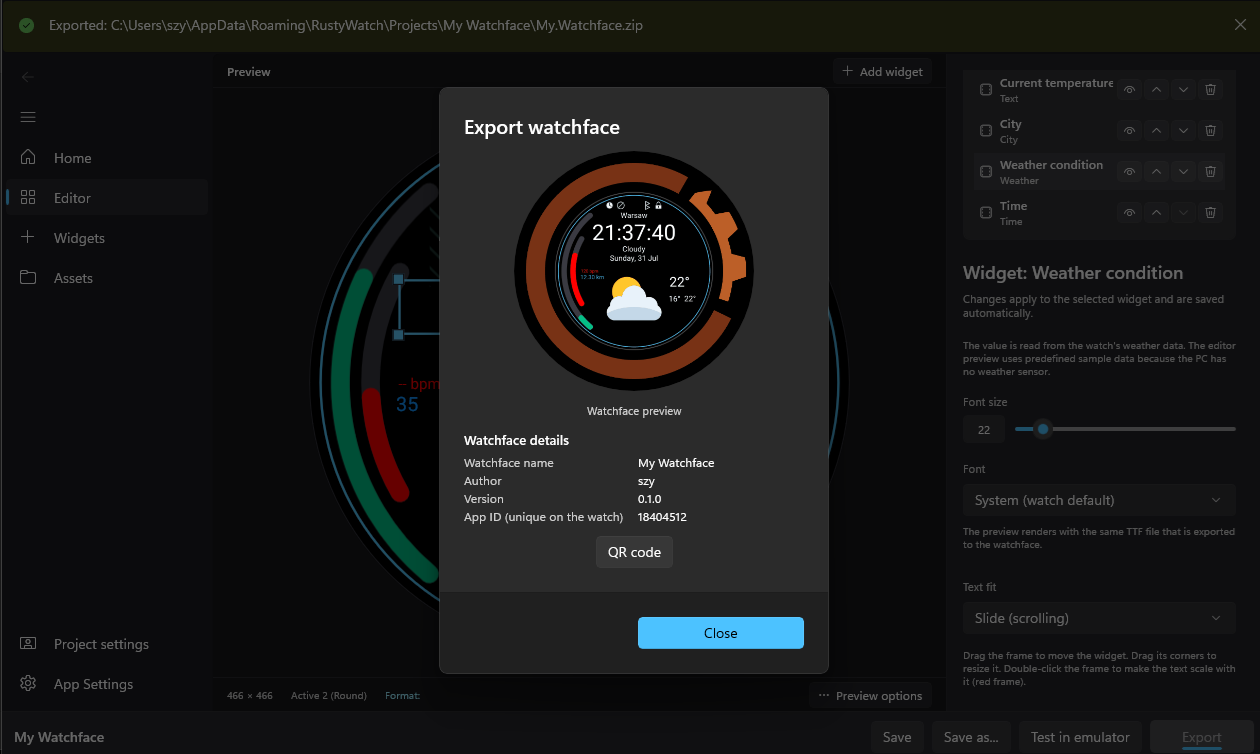 Exported: C:\Users\szy\AppData\Roaming\RustyWatch\Projects\My Watchface\My.Watchface.zip
Preview
Add widget
Home
Editor
Widgets
Assets
Project settings
App Settings
-- bpm
35
Export watchface
Warsaw
21:37:40
Cloudy
Sunday, 31 Jul
12.30 km
22°
16° 22°
Watchface preview
Watchface details
Watchface name My Watchface
Author szy
Version 0.1.0
App ID (unique on the watch) 18404512
QR code
Close
Current temperature
Text
City
City
Weather condition
Weather
Time
Time
Widget: Weather condition
Changes apply to the selected widget and are saved
automatically.
The value is read from the watch's weather data. The editor
preview uses predefined sample data because the PC has
no weather sensor.
Font size
22
Font
System (watch default)
The preview renders with the same TTF file that is exported
to the watchface.
Text fit
Slide (scrolling)
Drag the frame to move the widget. Drag its corners to
resize it. Double-click the frame to make the text scale with
it (red frame).
466 × 466 Active 2 (Round) Format:
··· Preview options
My Watchface
Save
Save as...
Test in emulator
Export